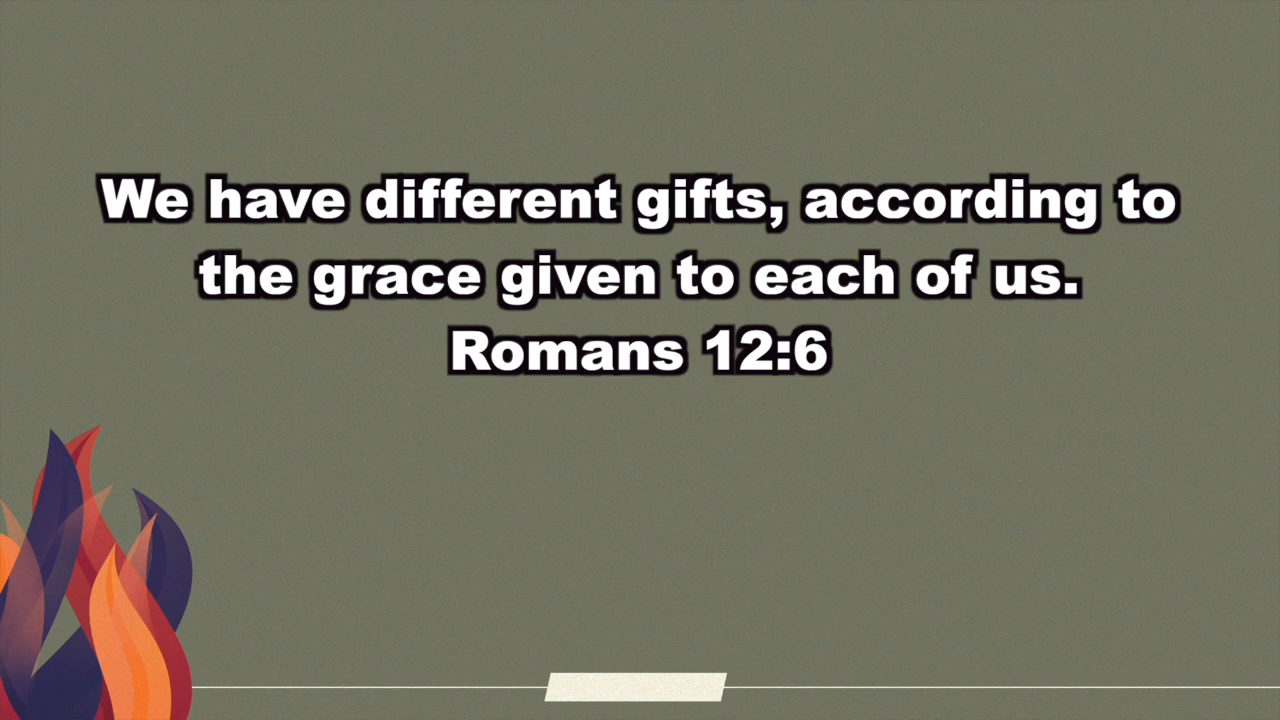 We have different gifts, according to
the grace given to each of us.
Romans 12:6